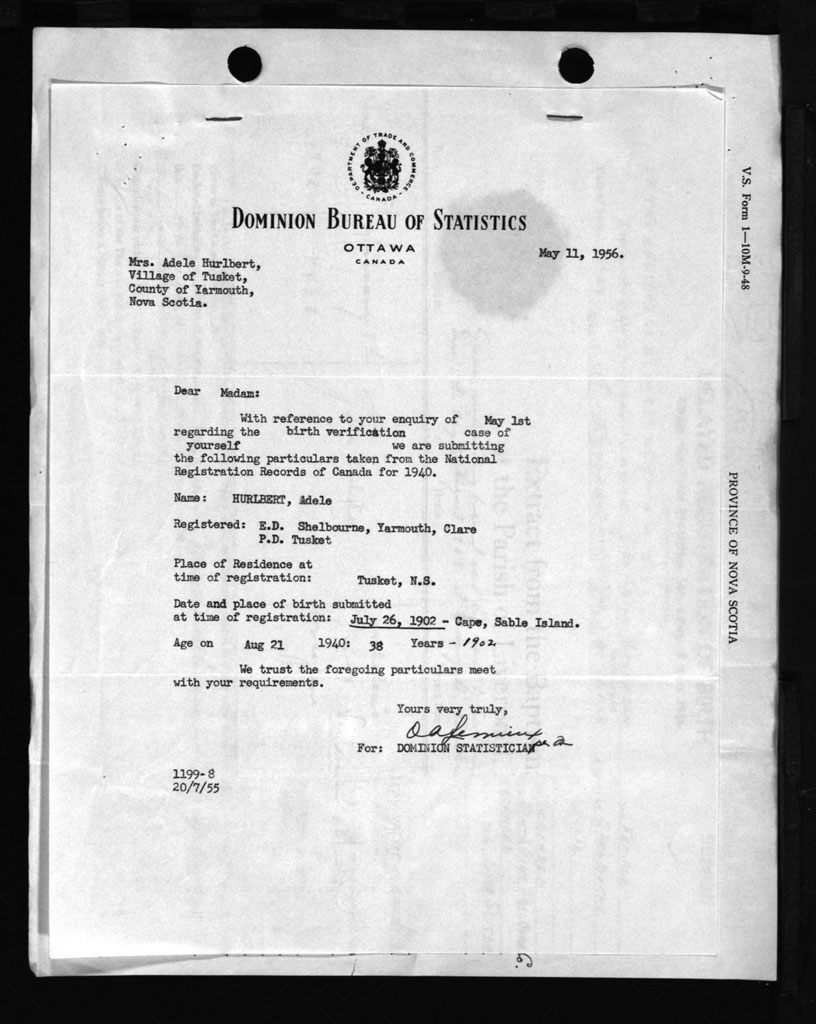 DEPARTMENT OF TRADE AND COMMERCE
CANADA
DOMINION BUREAU OF STATISTICS
OTTAWA
CANADA
May 11, 1956.
Mrs. Adele Hurlbert,
Village of Tusket,
County of Yarmouth,
Nova Scotia.
Dear Madam:
With reference to your enquiry of May 1st
regarding the birth verification case of
yourself we are submitting
the following particulars taken from the National
Registration Records of Canada for 1940.
Name: HURLBERT, Adele
Registered: E.D. Shelbourne, Yarmouth, Clare
P.D. Tusket
Place of Residence at
time of registration: Tusket, N.S.
Date and place of birth submitted
at time of registration: July 26, 1902 - Cape, Sable Island.
Age on Aug 21 1940: 38 Years - 1902
We trust the foregoing particulars meet
with your requirements.
Yours very truly,
For: DOMINION STATISTICIAN
1199-8
20/7/55
V.S. Form 1—10M-9-48
PROVINCE OF NOVA SCOTIA